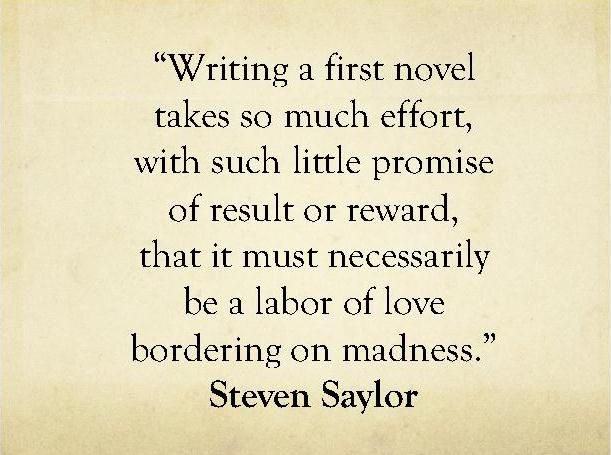 “Writing a first novel
takes so much effort,
with such little promise
of result or reward,
that it must necessarily
be a labor of love
bordering on madness.”
Steven Saylor